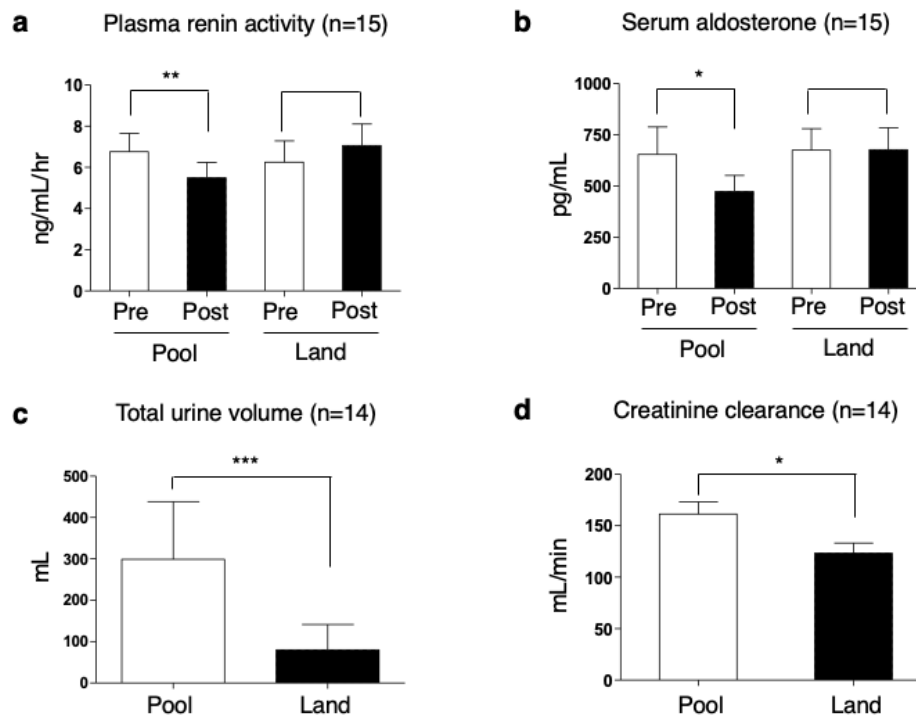 a Plasma renin activity (n=15)
**
10
8
6
4
2
0
ng/mL/hr
Pre Post Pre Post
Pool Land
b Serum aldosterone (n=15)
*
1000
750
500
250
0
pg/mL
Pre Post Pre Post
Pool Land
c Total urine volume (n=14)
***
500
400
300
200
100
0
mL
Pool Land
d Creatinine clearance (n=14)
*
200
150
100
50
0
mL/min
Pool Land